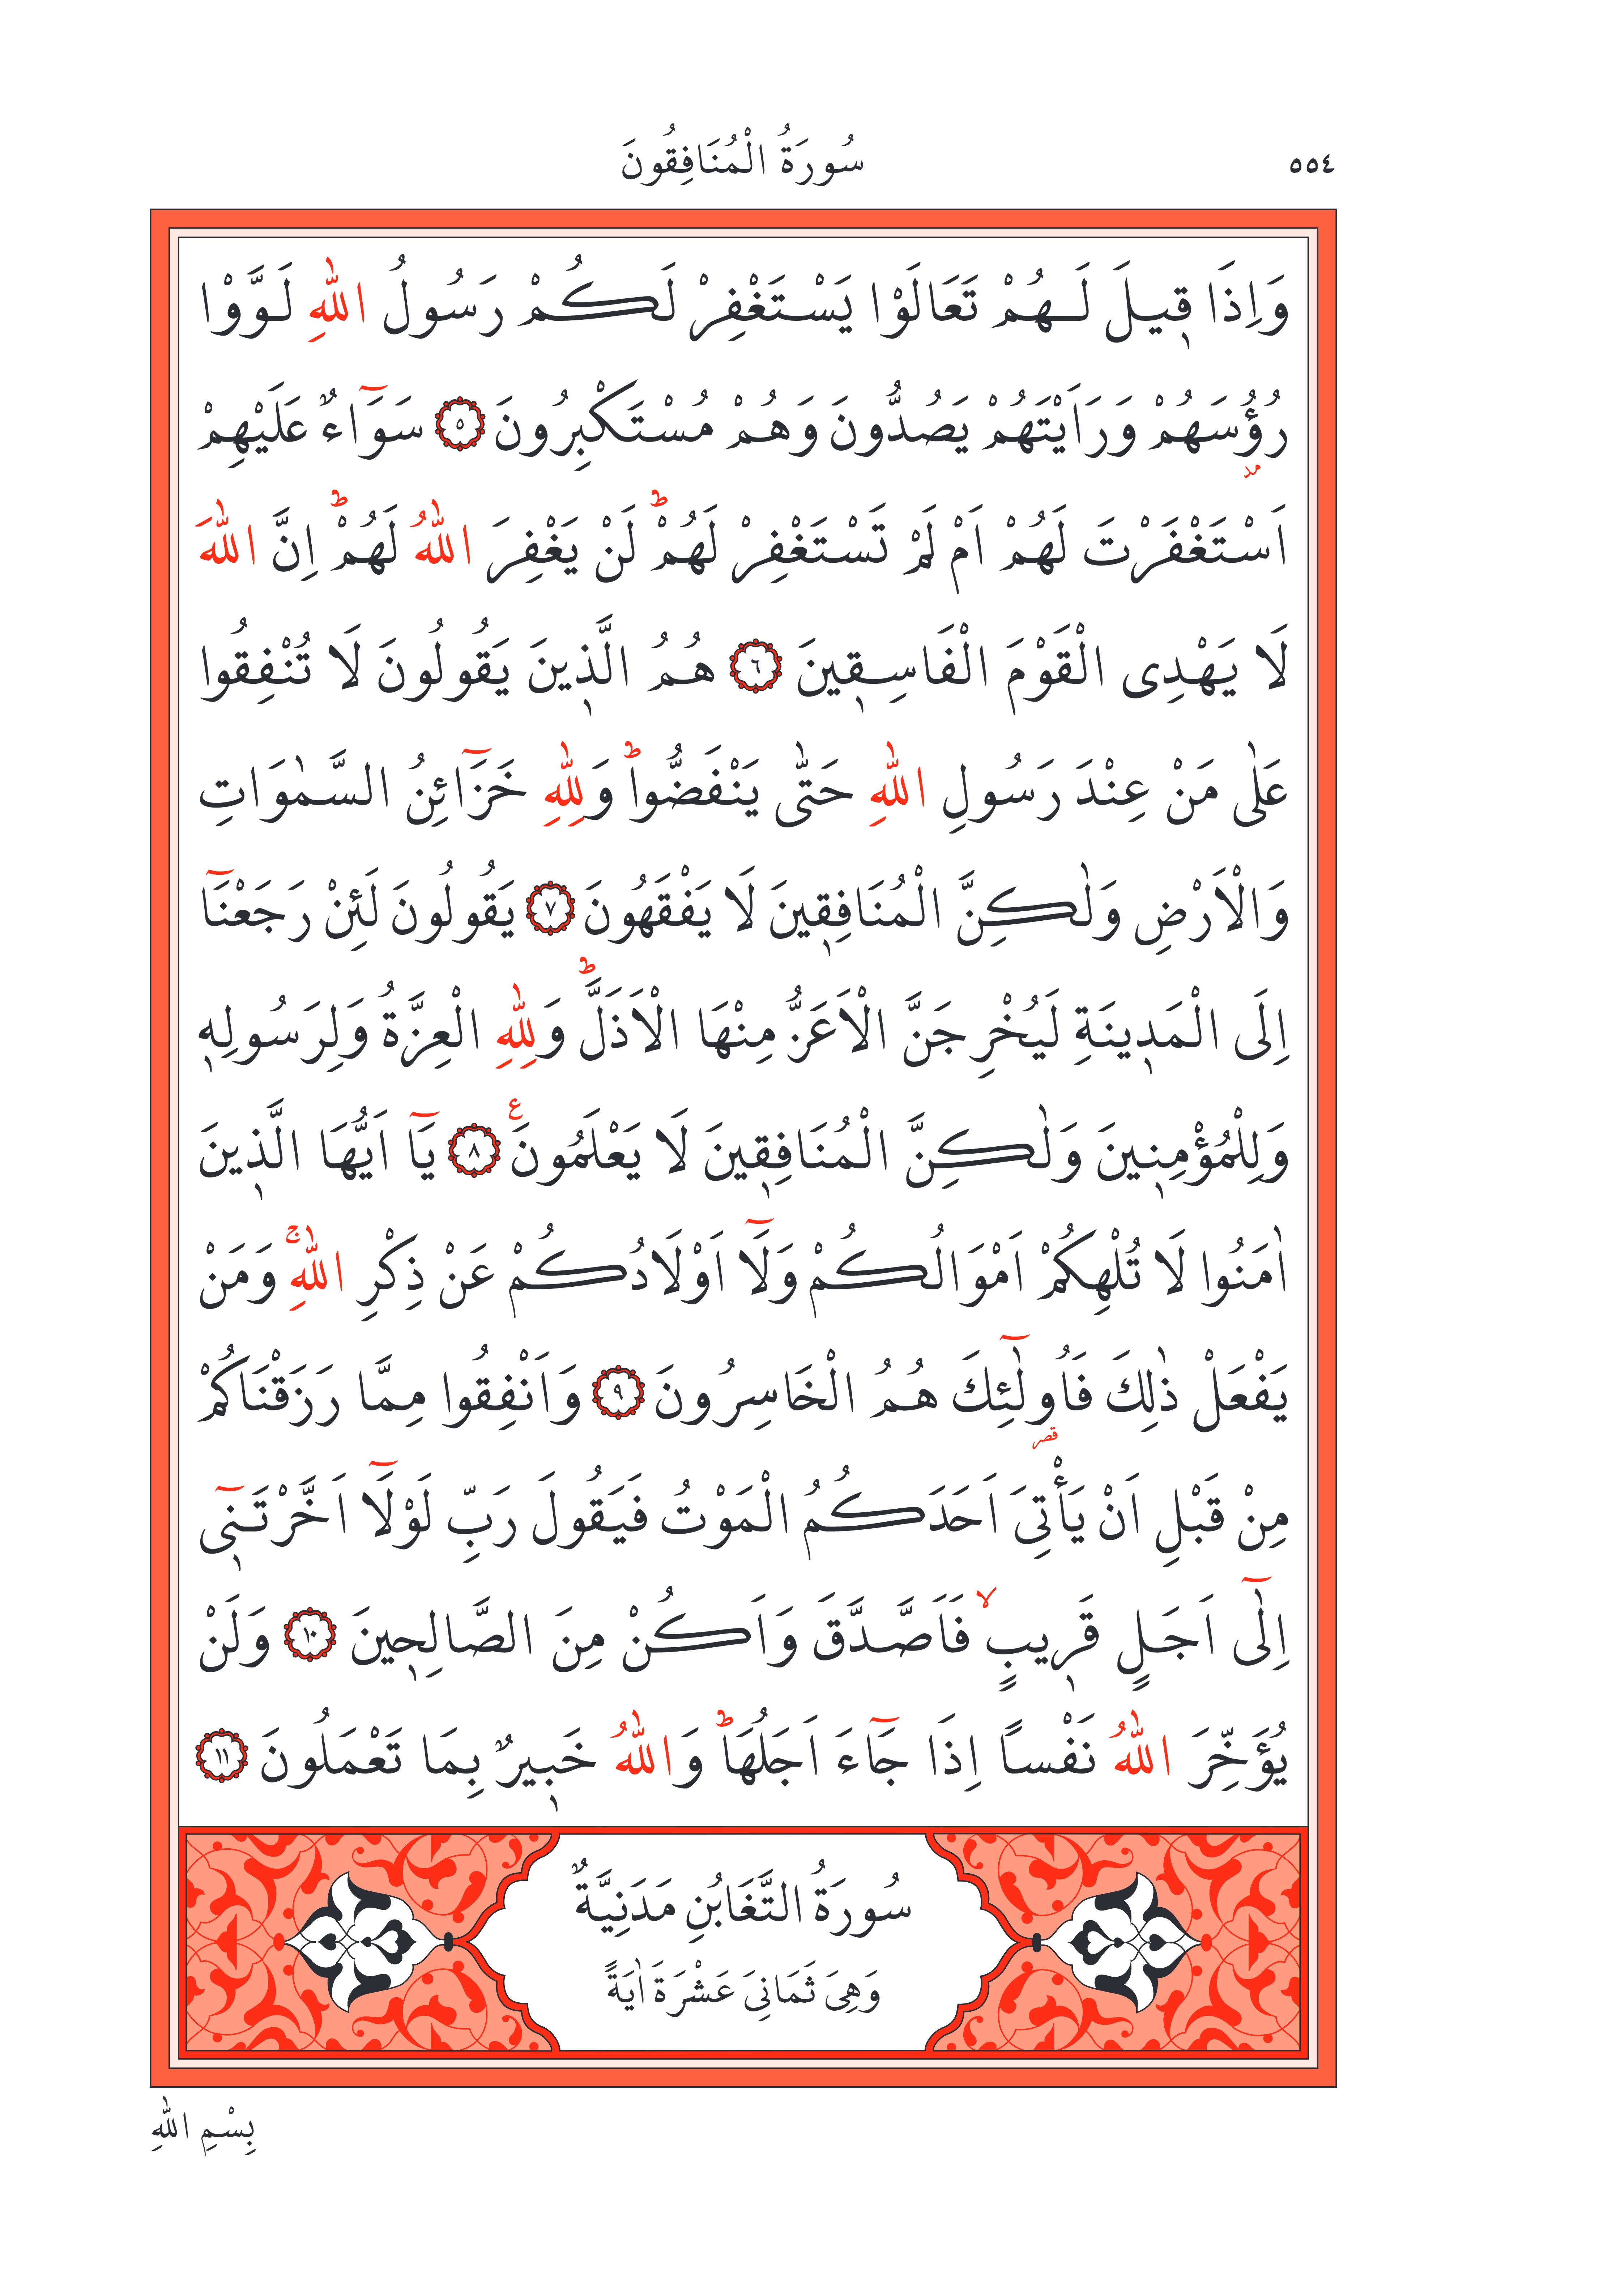 ٥٥٤
سُورَةُ الْمُنَافِقُونَ
وَاِذَا ق۪يلَ لَهُمْ تَعَالَوْا يَسْتَغْفِرْ لَكُمْ رَسُولُ اللّٰهِ لَوَّوْا
رُؤُ۫سَهُمْ وَرَاَيْتَهُمْ يَصُدُّونَ وَهُمْ مُسْتَكْبِرُونَ ﴿٥﴾ سَوَٓاءٌ عَلَيْهِمْ
مد
اَسْتَغْفَرْتَ لَهُمْ اَمْ لَمْ تَسْتَغْفِرْ لَهُمْؕ لَنْ يَغْفِرَ اللّٰهُ لَهُمْؕ اِنَّ اللّٰهَ
لَا يَهْدِى الْقَوْمَ الْفَاسِق۪ينَ ﴿٦﴾ هُمُ الَّذ۪ينَ يَقُولُونَ لَا تُنْفِقُوا
عَلٰى مَنْ عِنْدَ رَسُولِ اللّٰهِ حَتّٰى يَنْفَضُّواؕ وَلِلّٰهِ خَزَٓائِنُ السَّمٰوَاتِ
وَالْاَرْضِ وَلٰكِنَّ الْمُنَافِق۪ينَ لَا يَفْقَهُونَ ﴿٧﴾ يَقُولُونَ لَئِنْ رَجَعْنَٓا
اِلَى الْمَد۪ينَةِ لَيُخْرِجَنَّ الْاَعَزُّ مِنْهَا الْاَذَلَّؕ وَلِلّٰهِ الْعِزَّةُ وَلِرَسُولِه۪
وَلِلْمُؤْمِن۪ينَ وَلٰكِنَّ الْمُنَافِق۪ينَ لَا يَعْلَمُونَ ع ﴿٨﴾ يَٓا اَيُّهَا الَّذ۪ينَ
اٰمَنُوا لَا تُلْهِكُمْ اَمْوَالُكُمْ وَلَٓا اَوْلَادُكُمْ عَنْ ذِكْرِ اللّٰهِۚ وَمَنْ
يَفْعَلْ ذٰلِكَ فَاُو۬لٰٓئِكَ هُمُ الْخَاسِرُونَ ﴿٩﴾ وَاَنْفِقُوا مِمَّا رَزَقْنَاكُمْ
قصر
مِنْ قَبْلِ اَنْ يَأْتِىَ اَحَدَكُمُ الْمَوْتُ فَيَقُولَ رَبِّ لَوْلَٓا اَخَّرْتَن۪ٓى
اِلٰٓى اَجَلٍ قَر۪يبٍۙ فَاَصَّدَّقَ وَاَكُنْ مِنَ الصَّالِح۪ينَ ﴿١٠﴾ وَلَنْ
يُؤَخِّرَ اللّٰهُ نَفْساً اِذَا جَٓاءَ اَجَلُهَاؕ وَاللّٰهُ خَب۪يرٌ بِمَا تَعْمَلُونَ ﴿١١﴾
سُورَةُ التَّغَابُنِ مَدَنِيَّةٌ
وَهِىَ ثَمَانِىَ عَشْرَةَ اٰيَةً
بِسْمِ اللّٰهِ